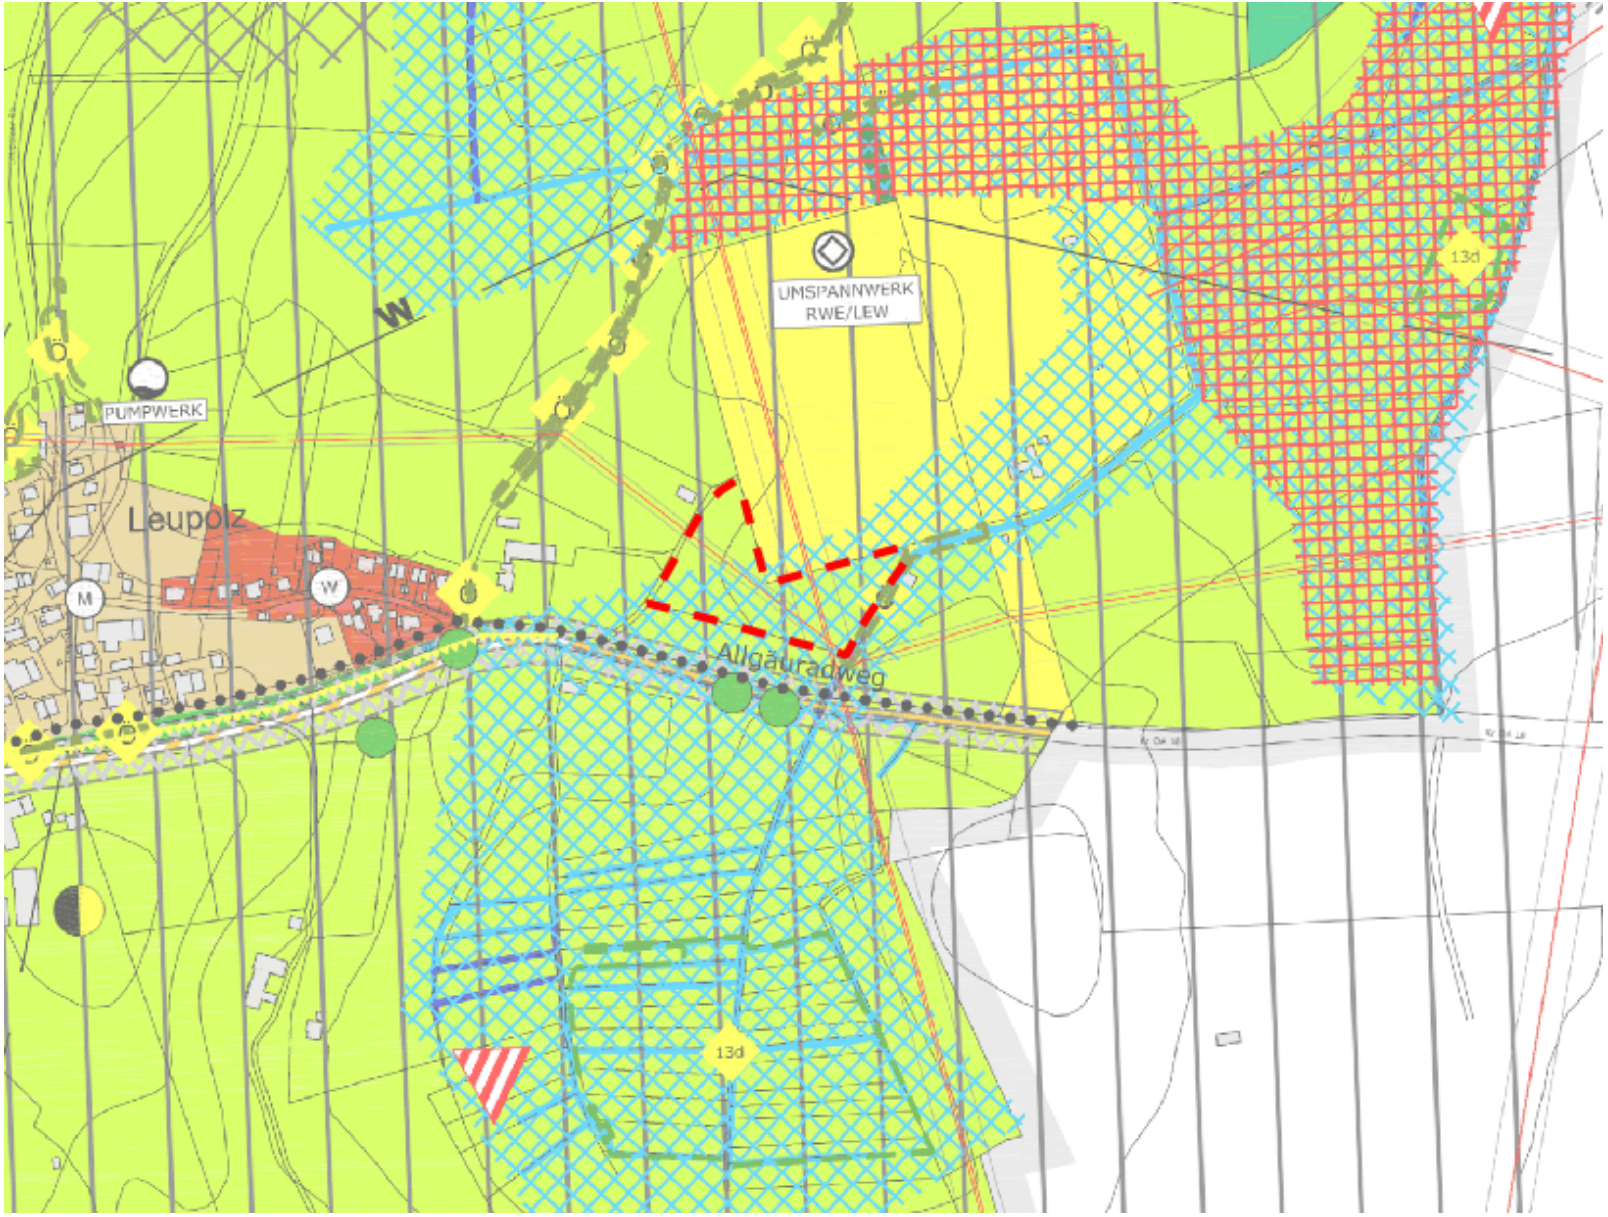 Ö
Ö
13d
UMSPANNWERK
RWE/LEW
W
Ö
Ö
PUMPWERK
Ö
Ö
Leupolz
W
M
Ö
Ö
Allgäuradweg
Ö
13d